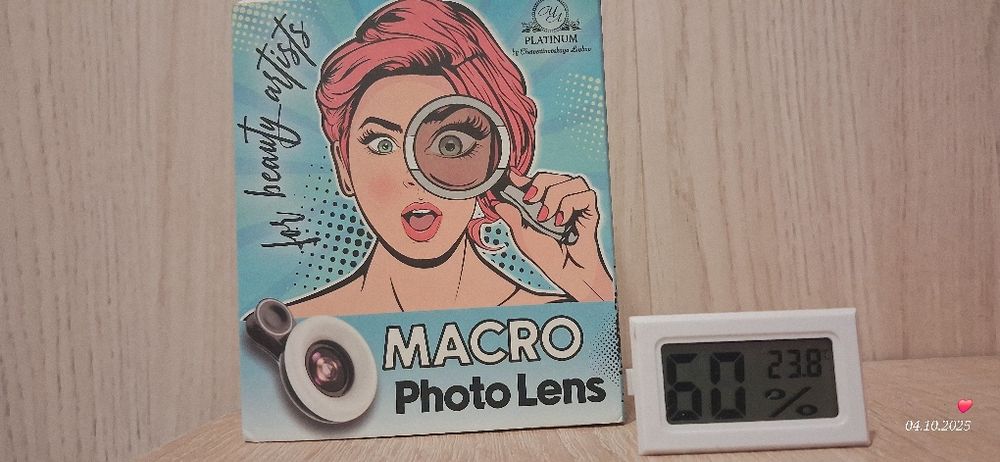 for beauty artists
PLATINUM
MACRO
Photo Lens
60
23.8°
%
04.10.2025